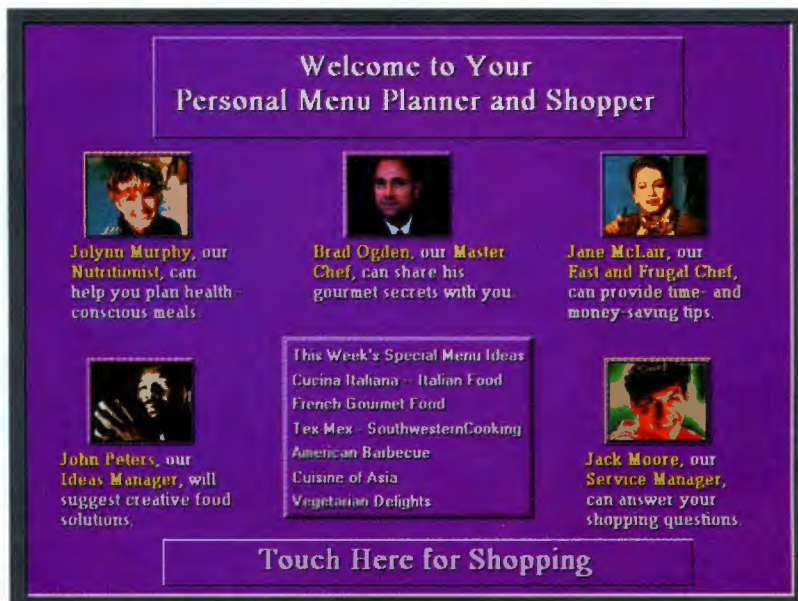 Welcome to Your
Personal Menu Planner and Shopper
Jolynn Murphy, our
Nutritionist, can
help you plan health-
conscious meals.
Brad Ogden, our Master
Chef, can share his
gourmet secrets with you.
Jane McLair, our
Fast and Frugal Chef,
can provide time- and
money-saving tips.
John Peters, our
Ideas Manager, will
suggest creative food
solutions.
This Week's Special Menu Ideas
Cucina Italiana -- Italian Food
French Gourmet Food
Tex Mex - SouthwesternCooking
American Barbecue
Cuisine of Asia
Vegetarian Delights
Jack Moore, our
Service Manager,
can answer your
shopping questions.
Touch Here for Shopping